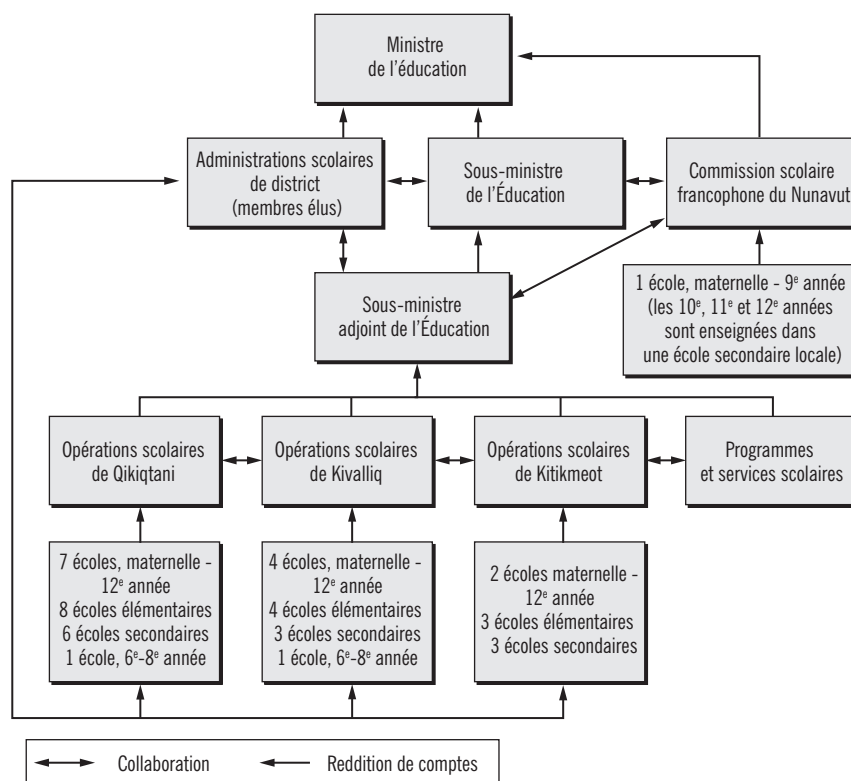 Ministre
de l'éducation
Administrations scolaires
de district
(membres élus)
Sous-ministre
de l'Éducation
Commission scolaire
francophone du Nunavut
Sous-ministre
adjoint de l'Éducation
1 école, maternelle - 9e année
(les 10e, 11e et 12e années
sont enseignées dans
une école secondaire locale)
Opérations scolaires
de Qikiqtani
Opérations scolaires
de Kivalliq
Opérations scolaires
de Kitikmeot
Programmes
et services scolaires
7 écoles, maternelle -
12e année
8 écoles élémentaires
6 écoles secondaires
1 école, 6e-8e année
4 écoles, maternelle -
12e année
4 écoles élémentaires
3 écoles secondaires
1 école, 6e-8e année
2 écoles maternelle -
12e année
3 écoles élémentaires
3 écoles secondaires
Collaboration
Reddition de comptes